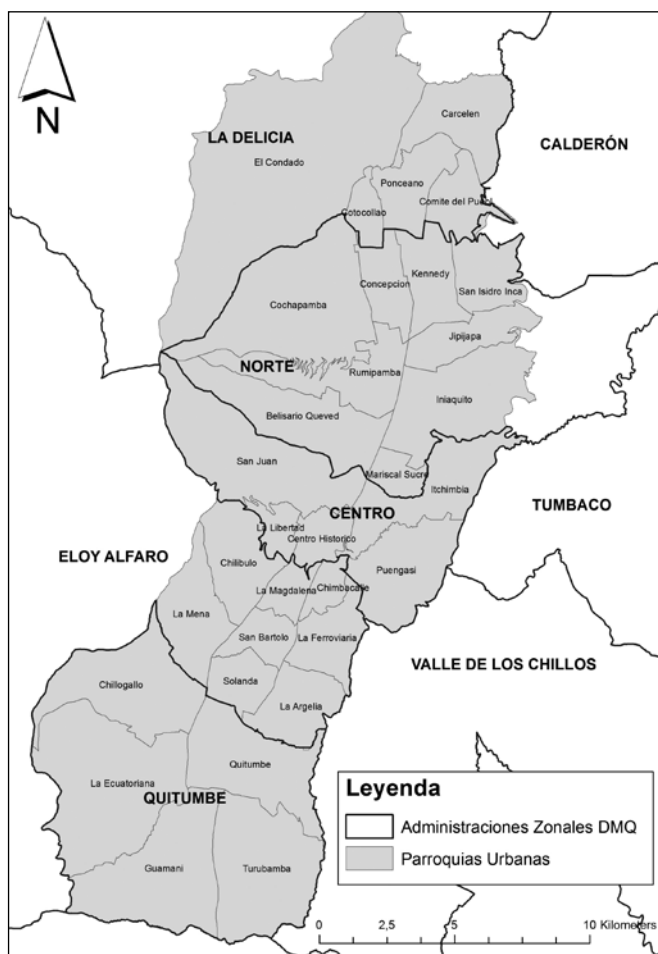 N
Carcelen
LA DELICIA
CALDERÓN
El Condado
Ponceano
Comite del Puebl
Cotocollao
Kennedy
Concepcion
San Isidro Inca
Cochapamba
Jipijapa
NORTE
Rumipamba
Iniaquito
Belisario Queved
San Juan
Mariscal Sucre
Itchimbia
TUMBACO
CENTRO
La Libertad
Centro Historico
ELOY ALFARO
Chilibulo
Puengasi
La Magdalena
Chimbacalle
La Mena
San Bartolo
La Ferroviaria
VALLE DE LOS CHILLOS
Solanda
Chillogallo
La Argelia
Quitumbe
La Ecuatoriana
QUITUMBE
Leyenda
Administraciones Zonales DMQ
Parroquias Urbanas
Guamani
Turubamba
0 2,5 5 10 Kilometers